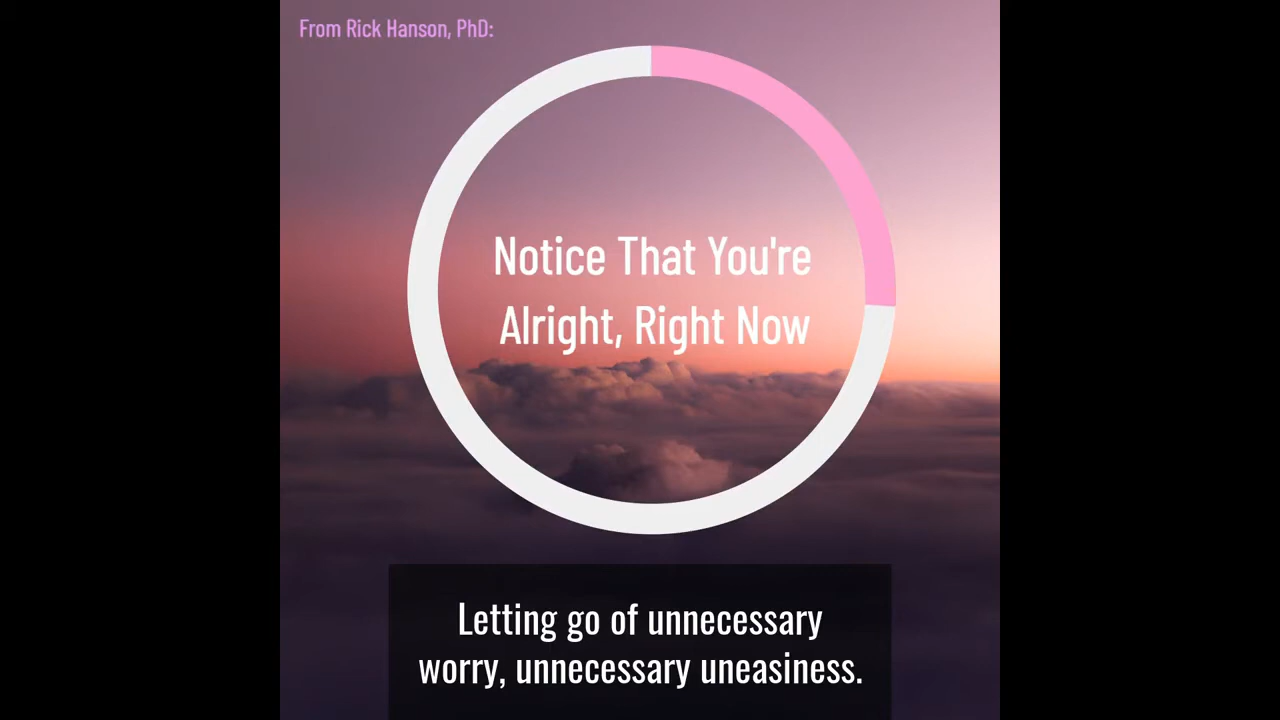 From Rick Hanson, PhD:
Notice That You're
Alright, Right Now
Letting go of unnecessary
worry, unnecessary uneasiness.